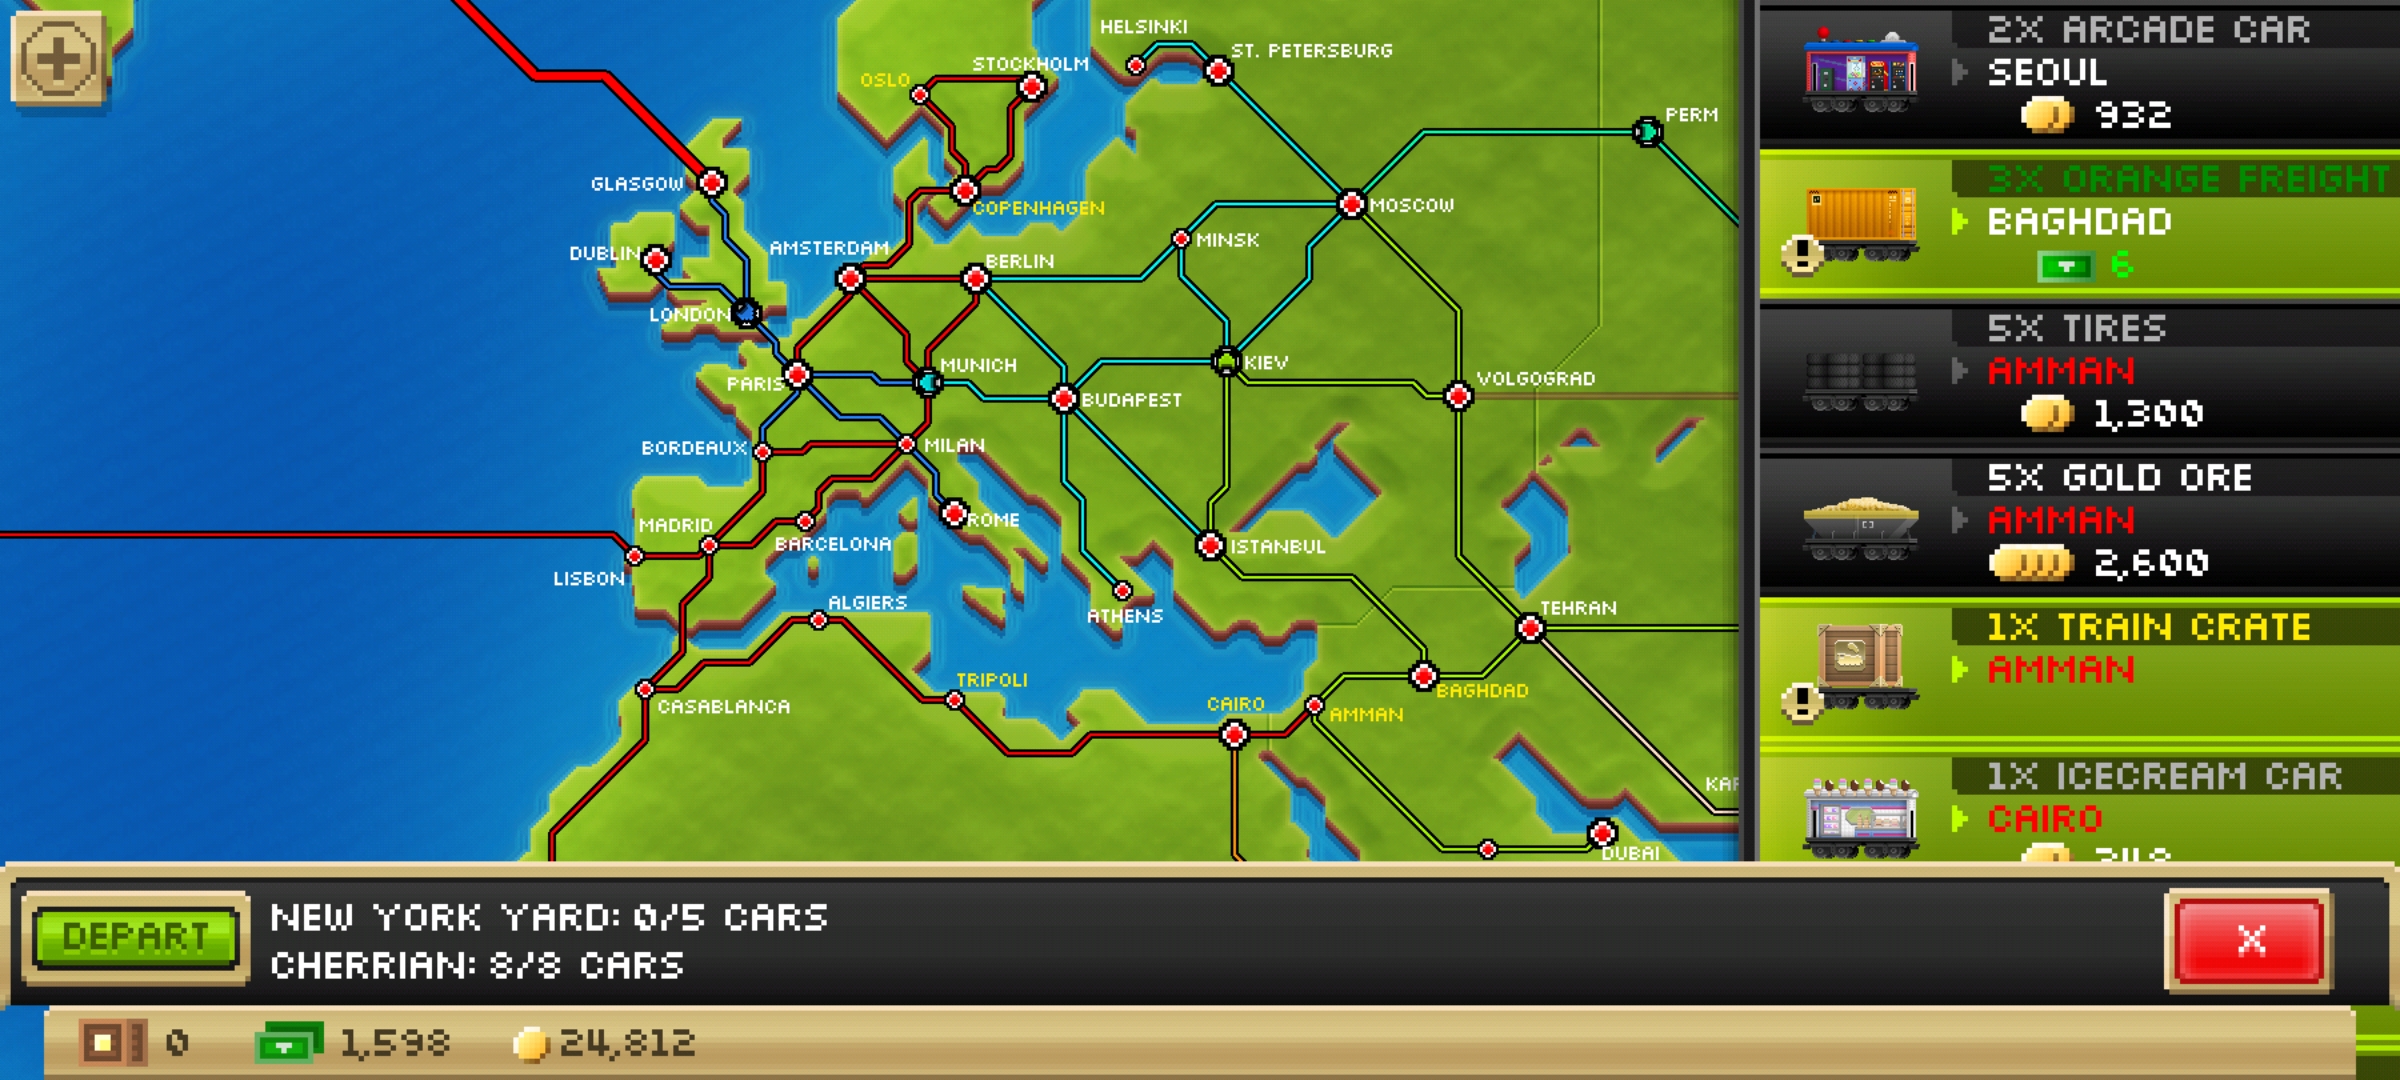 HELSINKI
ST. PETERSBURG
STOCKHOLM
OSLO
PERM
GLASGOW
COPENHAGEN
MOSCOW
MINSK
DUBLIN
AMSTERDAM
BERLIN
LONDON
KIEV
MUNICH
PARIS
VOLGOGRAD
BUDAPEST
BORDEAUX
MILAN
ROME
MADRID
BARCELONA
ISTANBUL
LISBON
ALGIERS
ATHENS
TEHRAN
TRIPOLI
BAGHDAD
CASABLANCA
CAIRO
AMMAN
DUBAI
2X ARCADE CAR
SEOUL
932
3X ORANGE FREIGHT
BAGHDAD
6
5X TIRES
AMMAN
1,300
5X GOLD ORE
AMMAN
2,600
1X TRAIN CRATE
AMMAN
1X ICECREAM CAR
CAIRO
DEPART
NEW YORK YARD: 0/5 CARS
CHERRIAN: 8/8 CARS
X
0
1,598
24,812